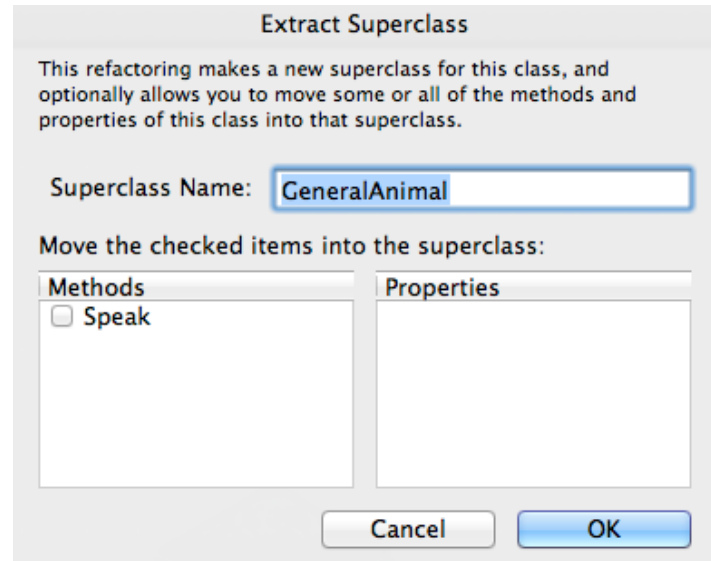 Extract Superclass
This refactoring makes a new superclass for this class, and
optionally allows you to move some or all of the methods and
properties of this class into that superclass.
Superclass Name: GeneralAnimal
Move the checked items into the superclass:
Methods Properties
Speak
Cancel OK